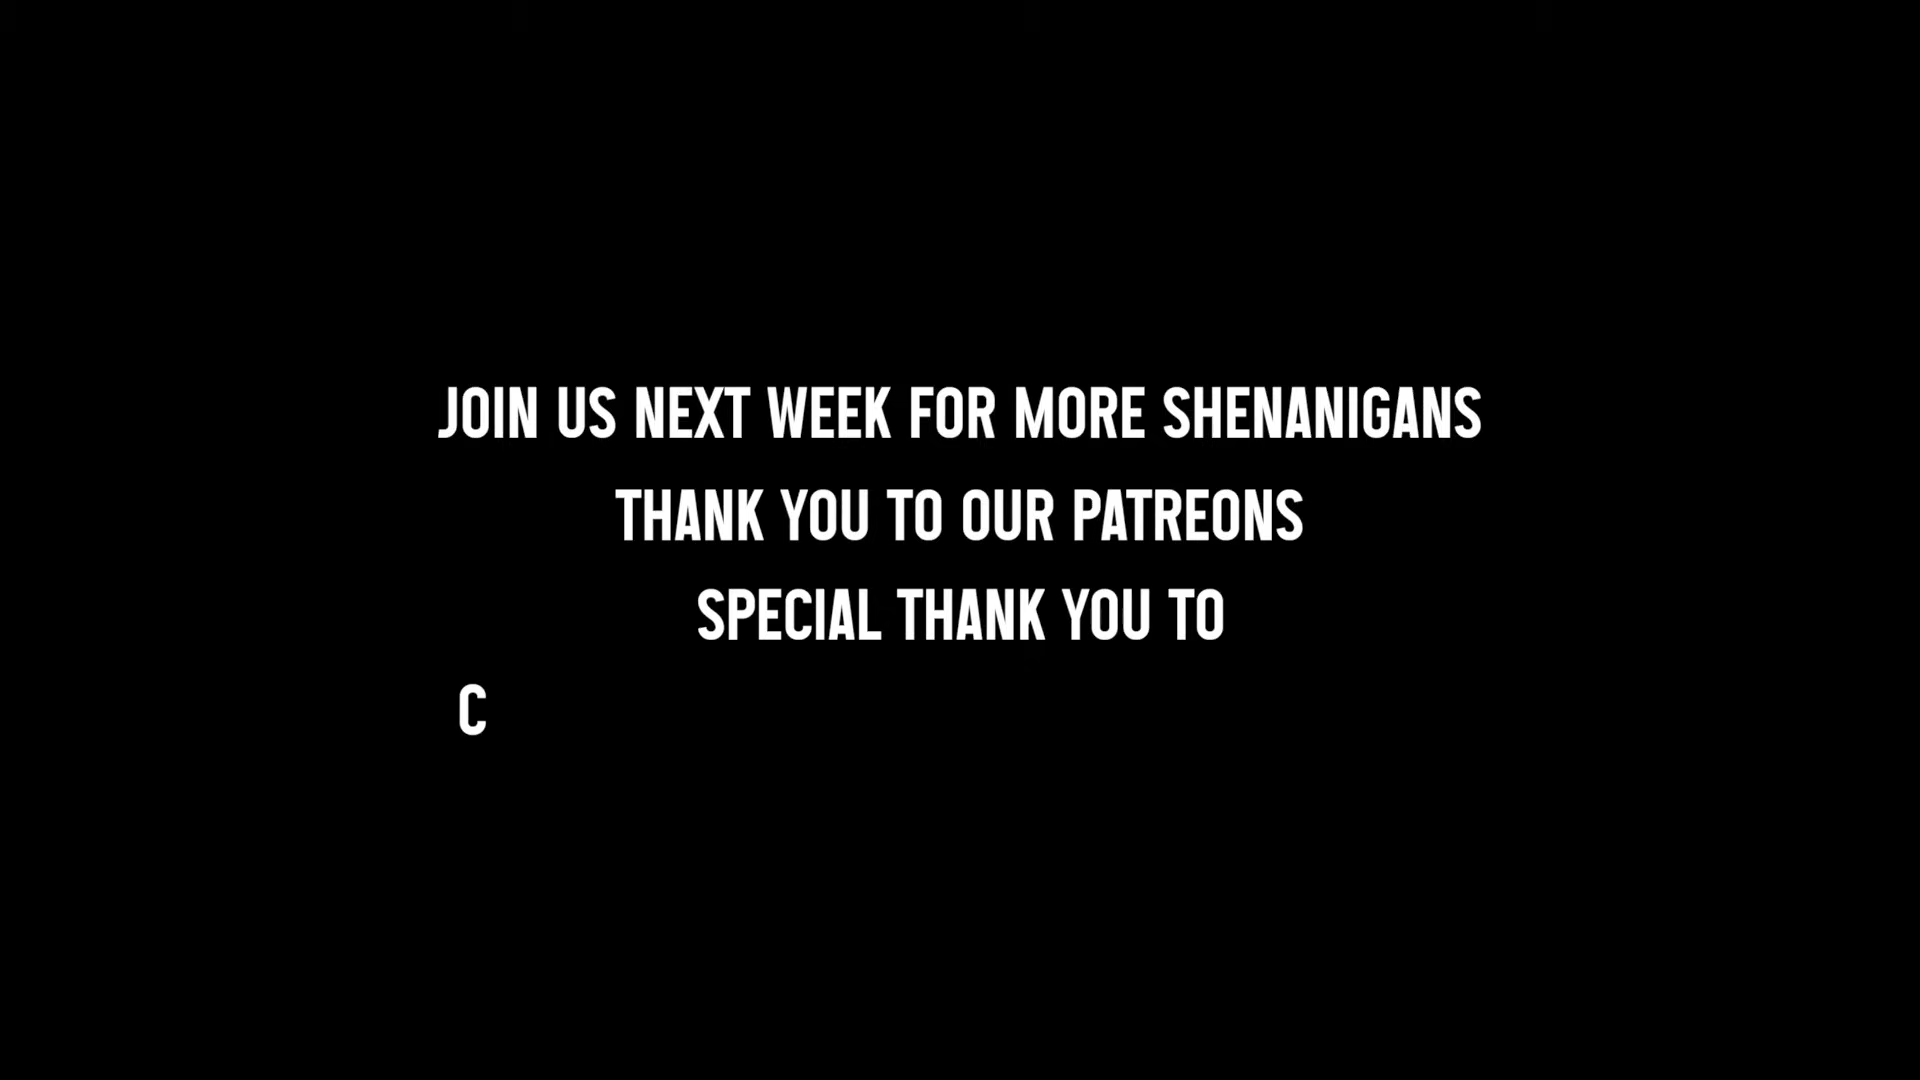 JOIN US NEXT WEEK FOR MORE SHENANIGANS
THANK YOU TO OUR PATREONS
SPECIAL THANK YOU TO
C